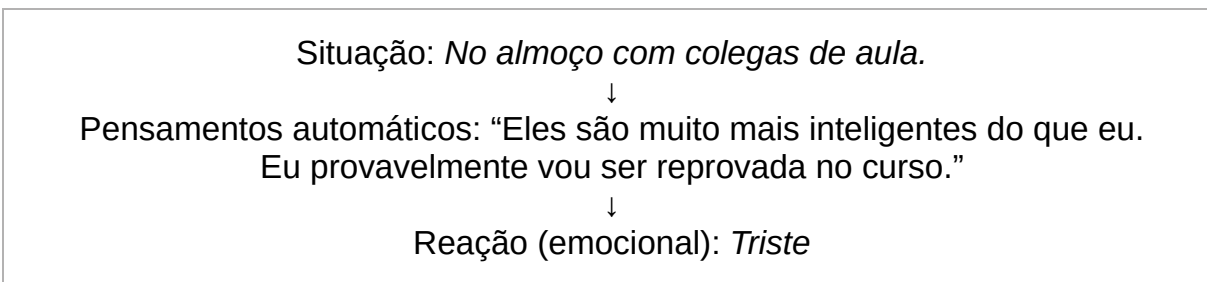 Situação: No almoço com colegas de aula.
↓
Pensamentos automáticos: “Eles são muito mais inteligentes do que eu.
Eu provavelmente vou ser reprovada no curso.”
↓
Reação (emocional): Triste